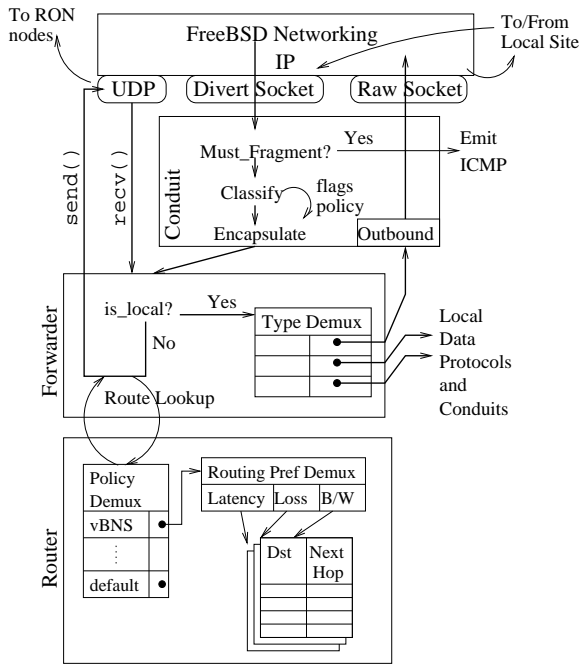 To RON
nodes
FreeBSD Networking
IP
To/From
Local Site
UDP
Divert Socket
Raw Socket
send()
recv()
Conduit
Must_Fragment?
Yes
Emit
ICMP
Classify
flags
policy
Encapsulate
Outbound
Forwarder
is_local?
Yes
No
Type Demux
Local
Data
Protocols
and
Conduits
Route Lookup
Router
Policy
Demux
vBNS
default
Routing Pref Demux
Latency Loss B/W
Dst Next
Hop